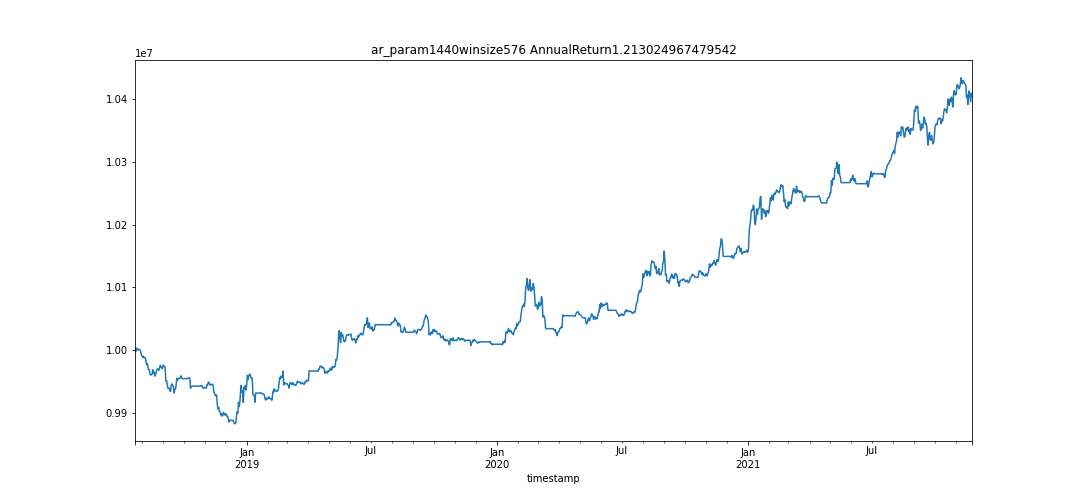 ar_param1440winsize576 AnnualReturn1.213024967479542
1e7
1.04
1.03
1.02
1.01
1.00
0.99
Jan Jul Jan Jul Jan Jul
2019 2020 2021
timestamp